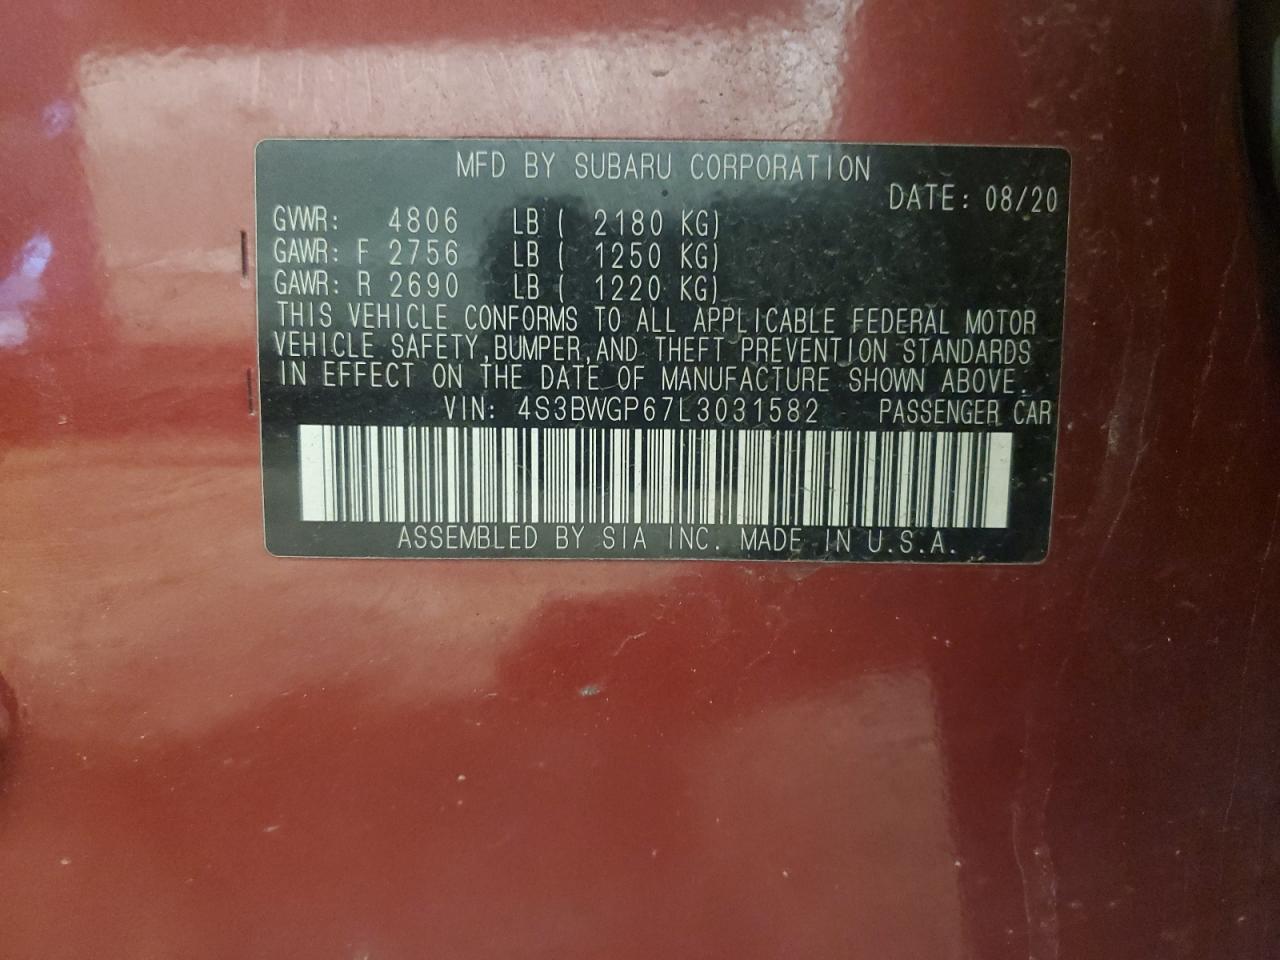 MFD BY SUBARU CORPORATION
DATE: 08/20
GVWR: 4806 LB ( 2180 KG)
GAWR: F 2756 LB ( 1250 KG)
GAWR: R 2690 LB ( 1220 KG)
THIS VEHICLE CONFORMS TO ALL APPLICABLE FEDERAL MOTOR
VEHICLE SAFETY,BUMPER,AND THEFT PREVENTION STANDARDS
IN EFFECT ON THE DATE OF MANUFACTURE SHOWN ABOVE.
VIN: 4S3BWGP67L3031582 PASSENGER CAR
ASSEMBLED BY SIA INC. MADE IN U.S.A.